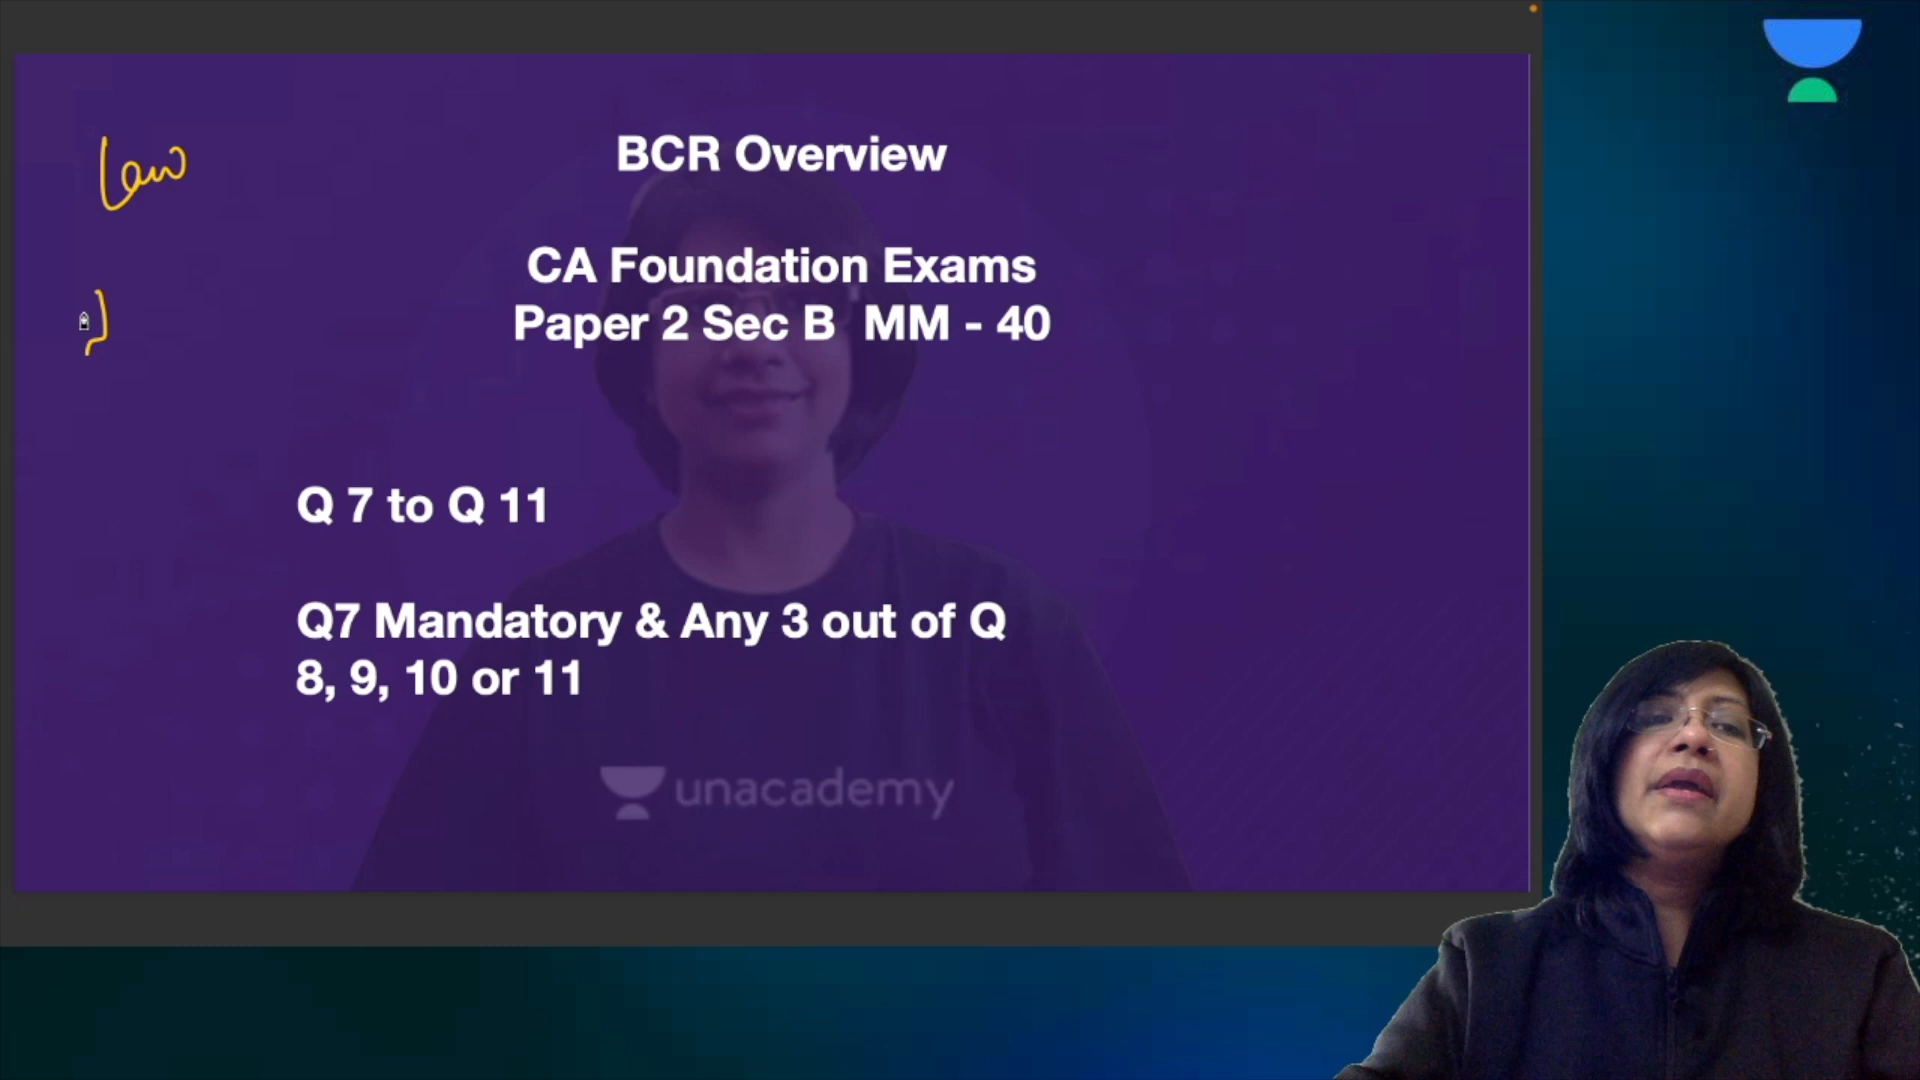 Law
BCR Overview
CA Foundation Exams
Paper 2 Sec B MM - 40
Q 7 to Q 11
Q7 Mandatory & Any 3 out of Q
8, 9, 10 or 11
unacademy